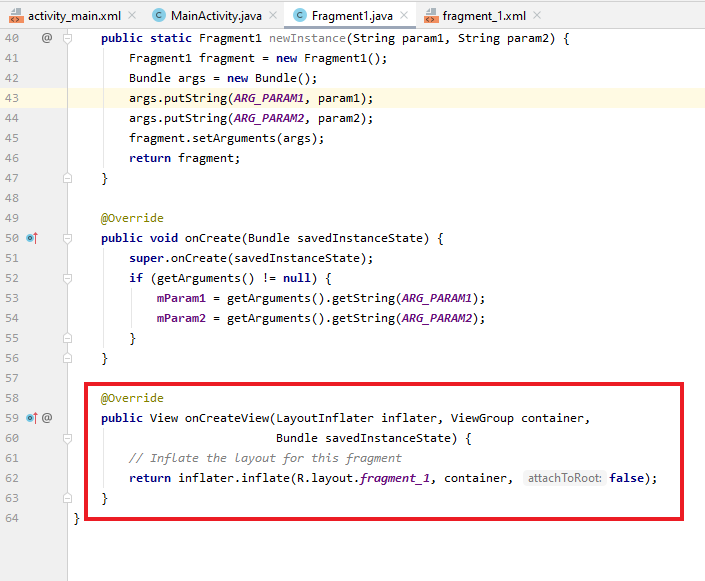 activity_main.xml MainActivity.java Fragment1.java fragment_1.xml
40 @ public static Fragment1 newInstance(String param1, String param2) {
41 Fragment1 fragment = new Fragment1();
42 Bundle args = new Bundle();
43 args.putString(ARG_PARAM1, param1);
44 args.putString(ARG_PARAM2, param2);
45 fragment.setArguments(args);
46 return fragment;
47 }
48
49 @Override
50 public void onCreate(Bundle savedInstanceState) {
51 super.onCreate(savedInstanceState);
52 if (getArguments() != null) {
53 mParam1 = getArguments().getString(ARG_PARAM1);
54 mParam2 = getArguments().getString(ARG_PARAM2);
55 }
56 }
57
58 @Override
59 @ public View onCreateView(LayoutInflater inflater, ViewGroup container,
60 Bundle savedInstanceState) {
61 // Inflate the layout for this fragment
62 return inflater.inflate(R.layout.fragment_1, container, attachToRoot: false);
63 }
64 }